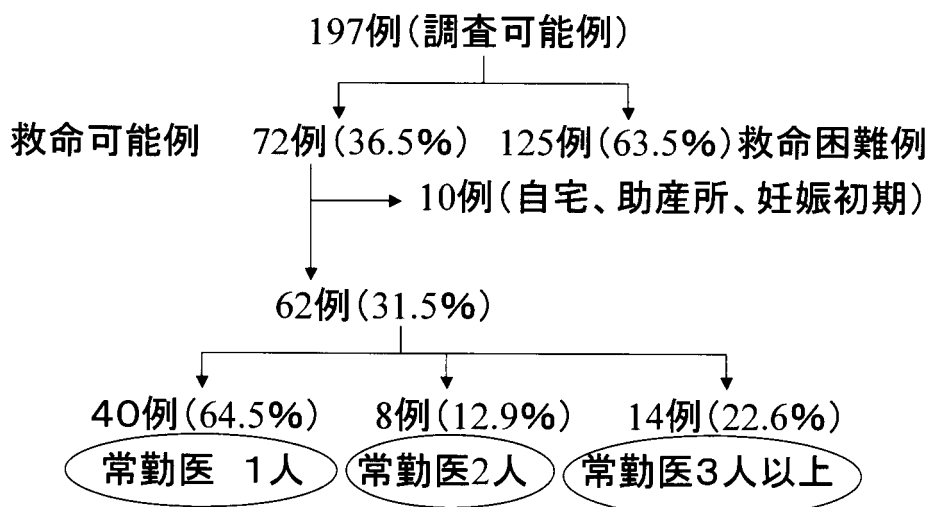 197例(調査可能例)
救命可能例 72例(36.5%) 125例(63.5%)救命困難例
10例(自宅、助産所、妊娠初期)
62例(31.5%)
40例(64.5%) 8例(12.9%) 14例(22.6%)
常勤医 1人 常勤医2人 常勤医3人以上